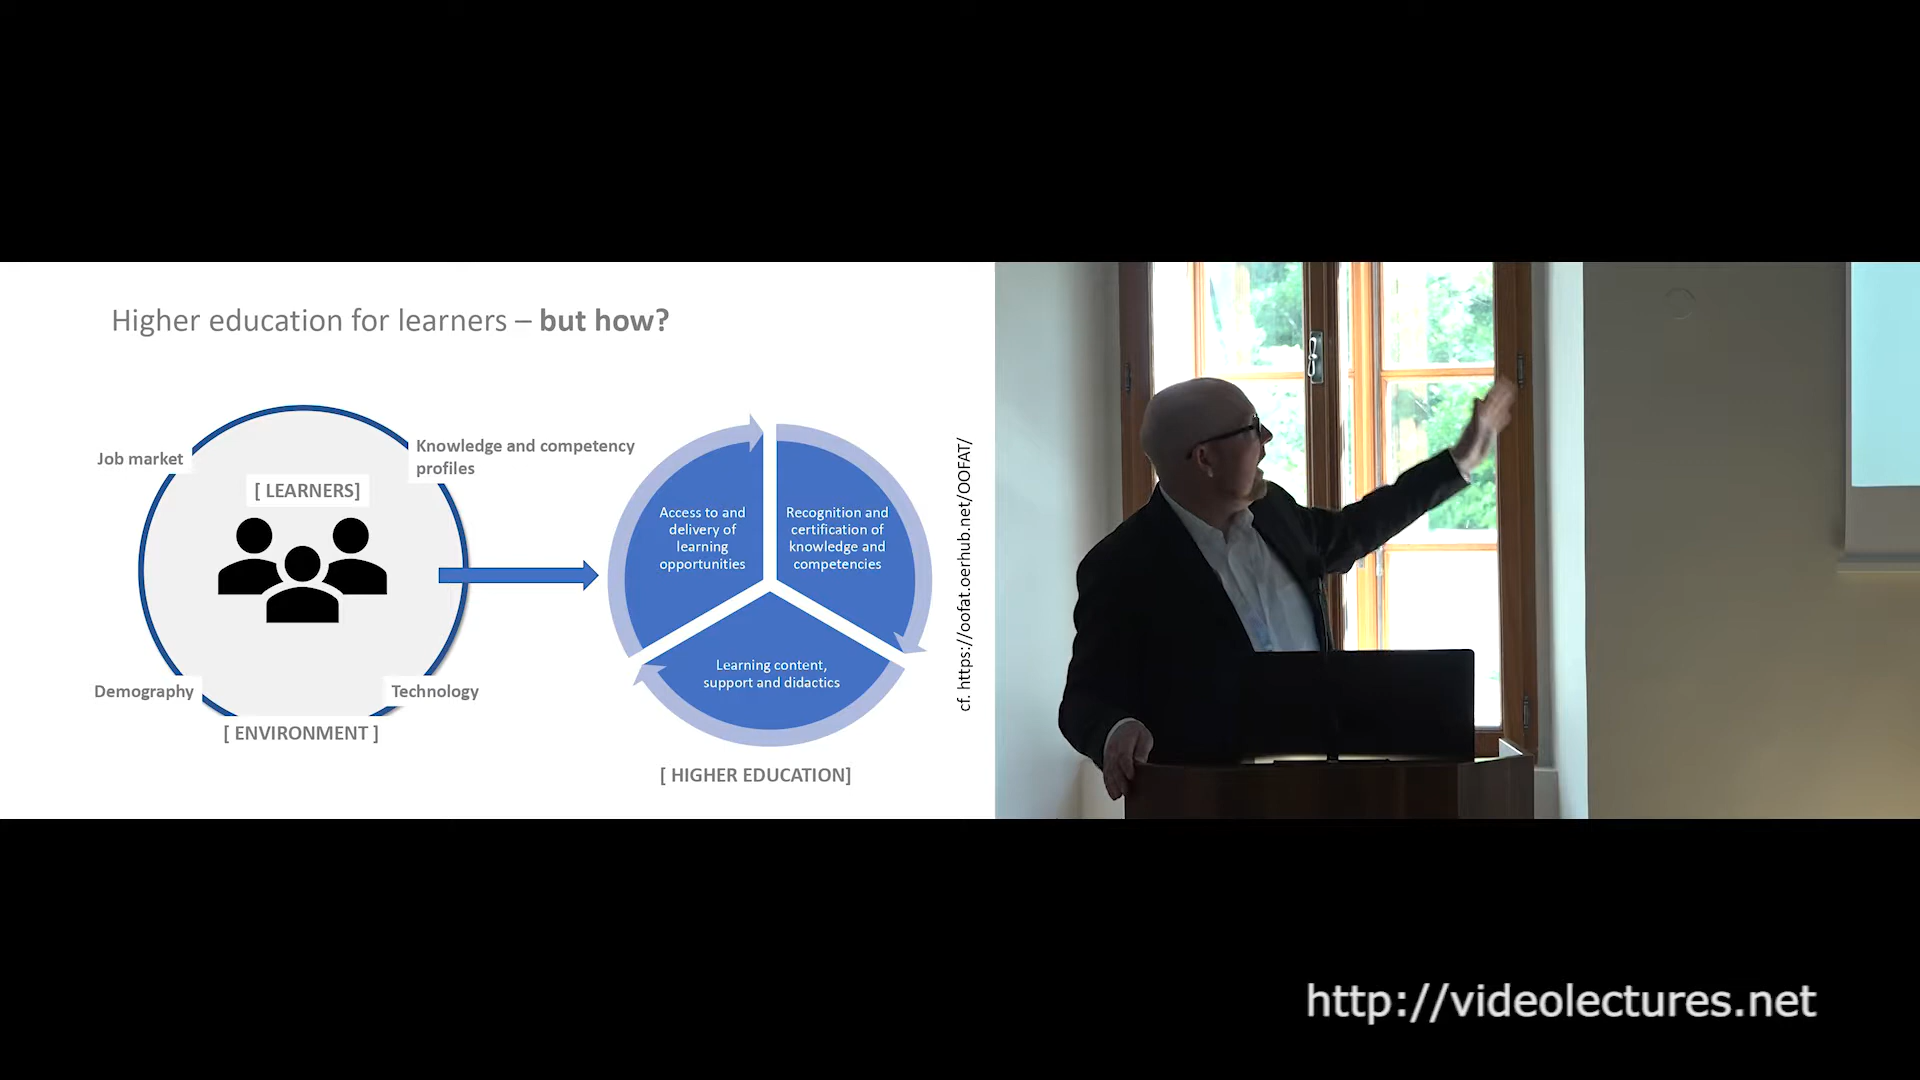 Higher education for learners – but how?
Job market
Knowledge and competency
profiles
[ LEARNERS]
Demography
Technology
[ ENVIRONMENT ]
Access to and
delivery of
learning
opportunities
Recognition and
certification of
knowledge and
competencies
Learning content,
support and didactics
[ HIGHER EDUCATION]
cf. https://oofat.oerhub.net/OOFAT/
http://videolectures.net